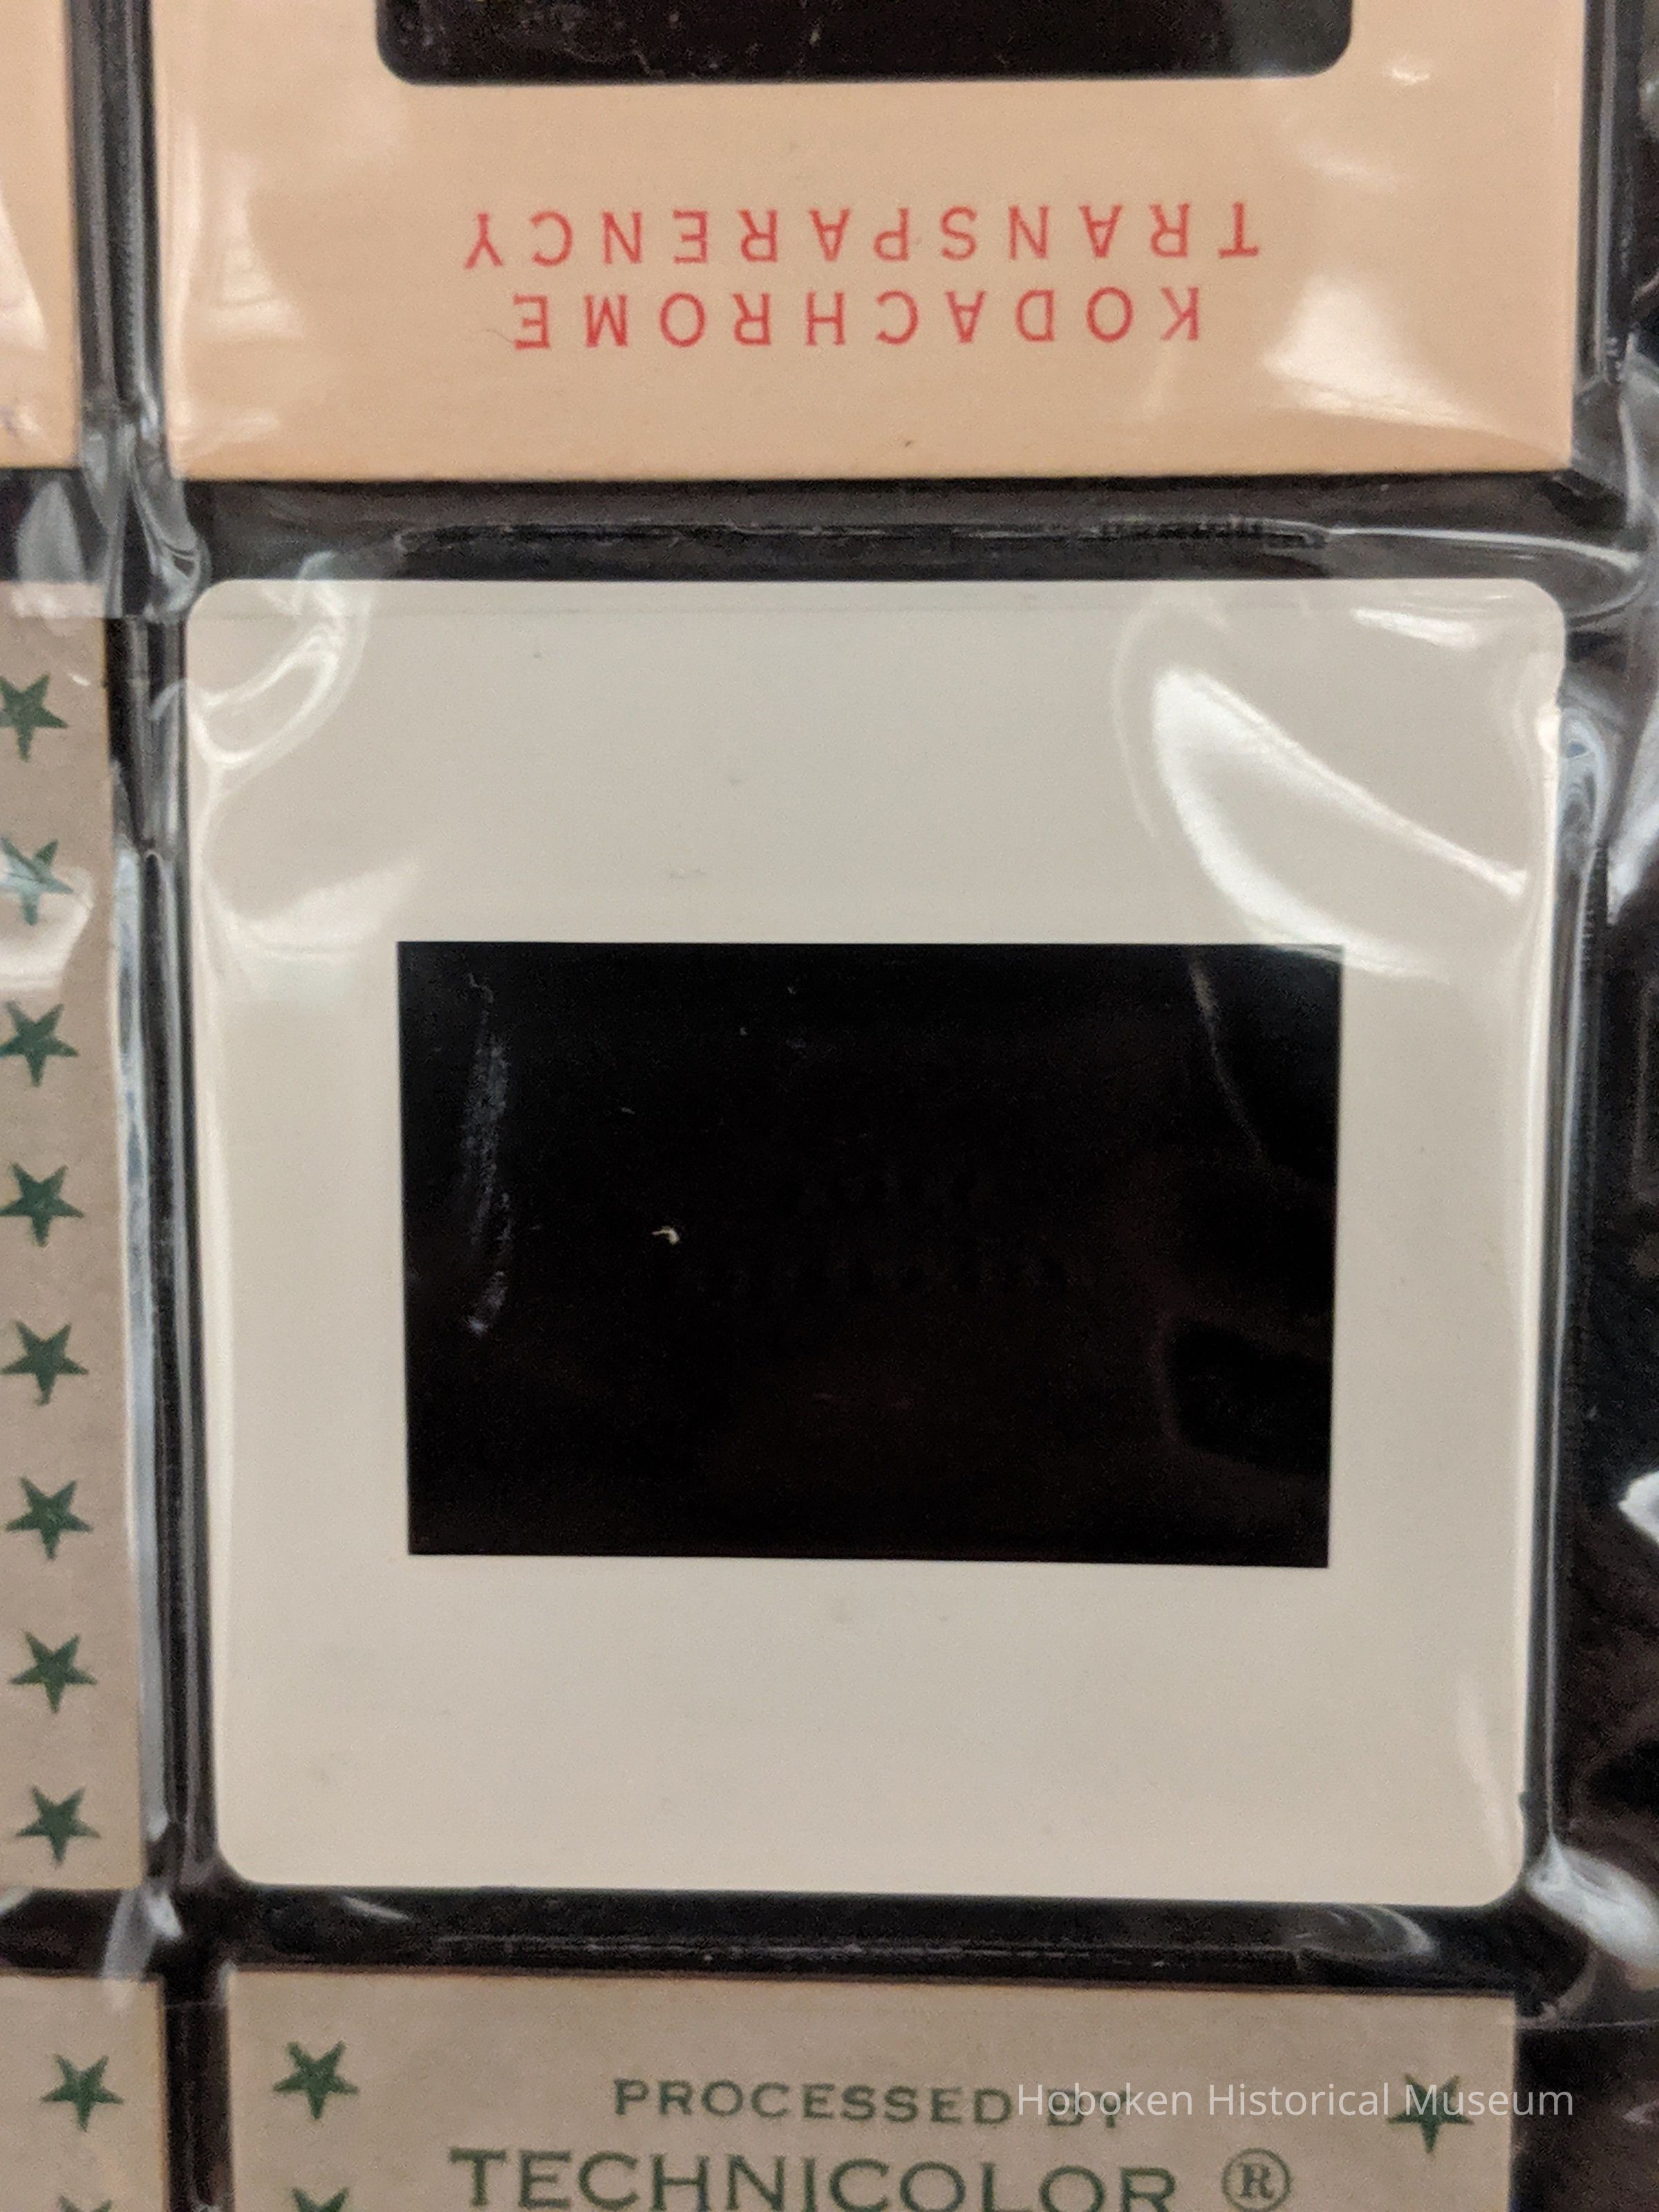 KODACHROME
TRANSPARENCY
PROCESSED BY
TECHNICOLOR ®
Hoboken Historical Museum